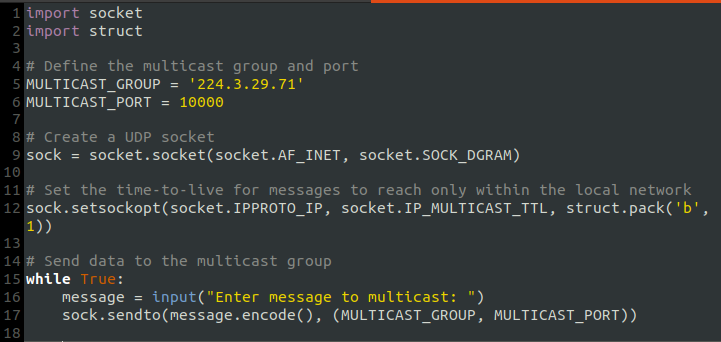 1 import socket
2 import struct
3
4 # Define the multicast group and port
5 MULTICAST_GROUP = '224.3.29.71'
6 MULTICAST_PORT = 10000
7
8 # Create a UDP socket
9 sock = socket.socket(socket.AF_INET, socket.SOCK_DGRAM)
10
11 # Set the time-to-live for messages to reach only within the local network
12 sock.setsockopt(socket.IPPROTO_IP, socket.IP_MULTICAST_TTL, struct.pack('b',
1))
13
14 # Send data to the multicast group
15 while True:
16     message = input("Enter message to multicast: ")
17     sock.sendto(message.encode(), (MULTICAST_GROUP, MULTICAST_PORT))
18